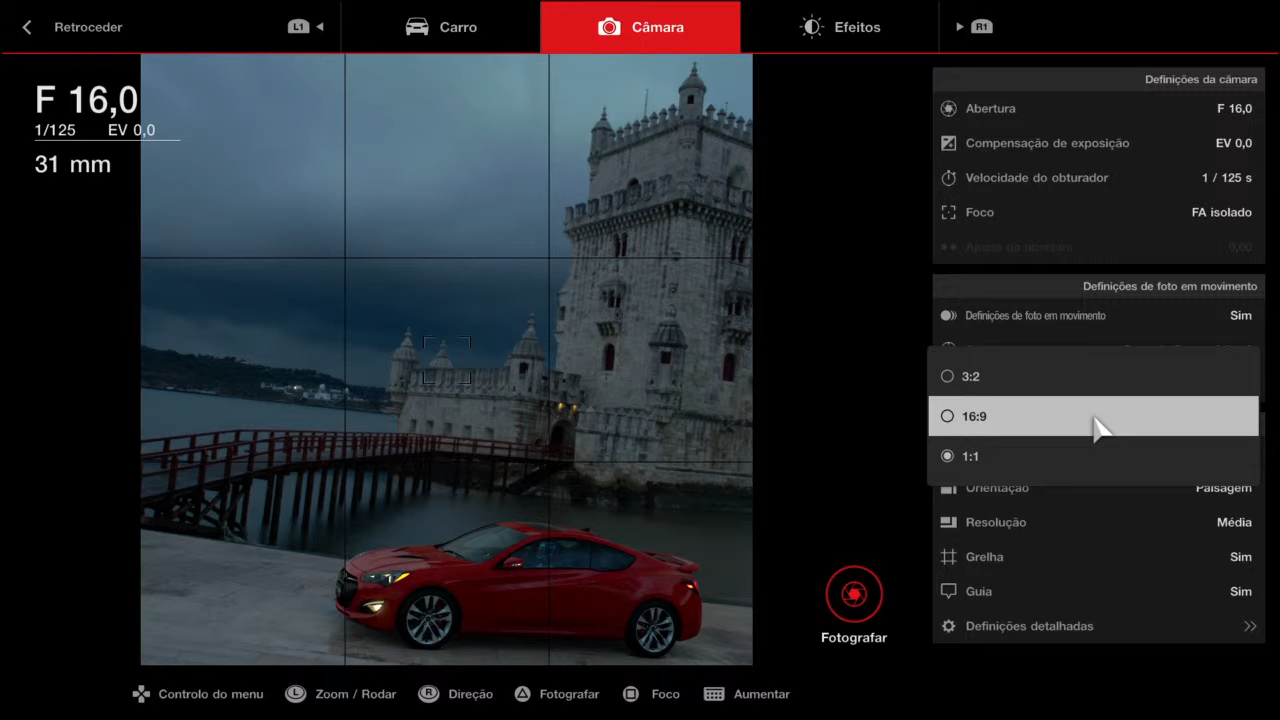 Retroceder
L1
Carro
Câmara
Efeitos
R1
F 16,0
1/125 EV 0,0
31 mm
Definições da câmara
Abertura F 16,0
Compensação de exposição EV 0,0
Velocidade do obturador 1 / 125 s
Foco FA isolado
0,00
Definições de foto em movimento
Definições de foto em movimento Sim
3:2
16:9
1:1
Orientação Paisagem
Resolução Média
Grelha Sim
Guia Sim
Definições detalhadas
Fotografar
Controlo do menu
L Zoom / Rodar
R Direção
Fotografar
Foco
Aumentar